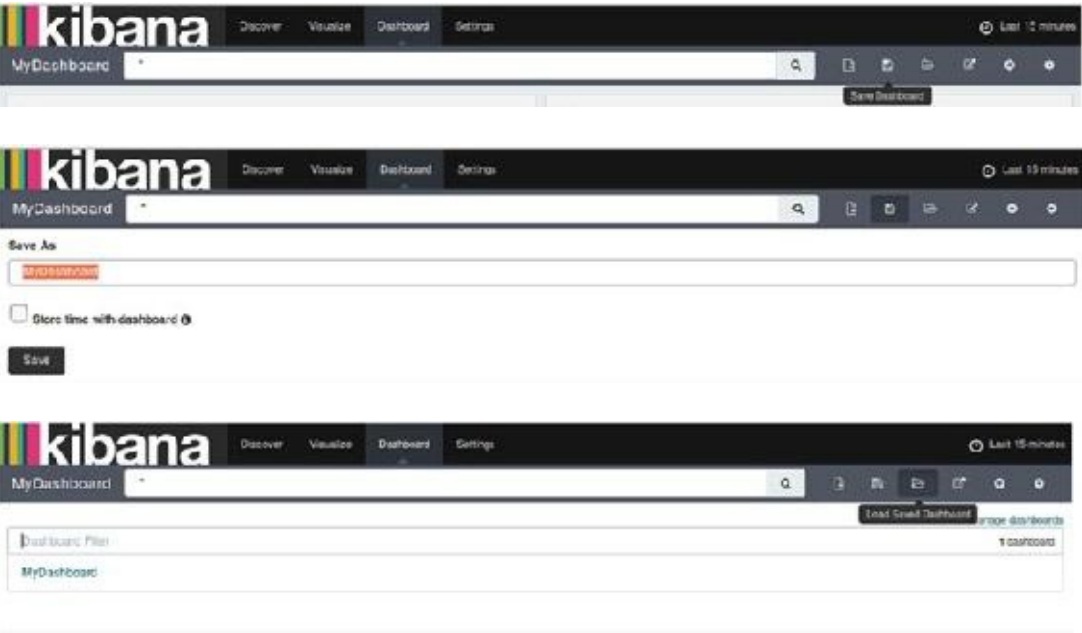 kibana Discover Visualize Dashboard Settings Last 15 minutes
MyDashboard *
Save Dashboard
kibana Discover Visualize Dashboard Settings Last 15 minutes
MyDashboard *
Save As
MyDashboard
Store time with dashboard
Save
kibana Discover Visualize Dashboard Settings Last 15 minutes
MyDashboard *
Load Saved Dashboard
dashboards
Dashboard Filter 1 dashboard
MyDashboard